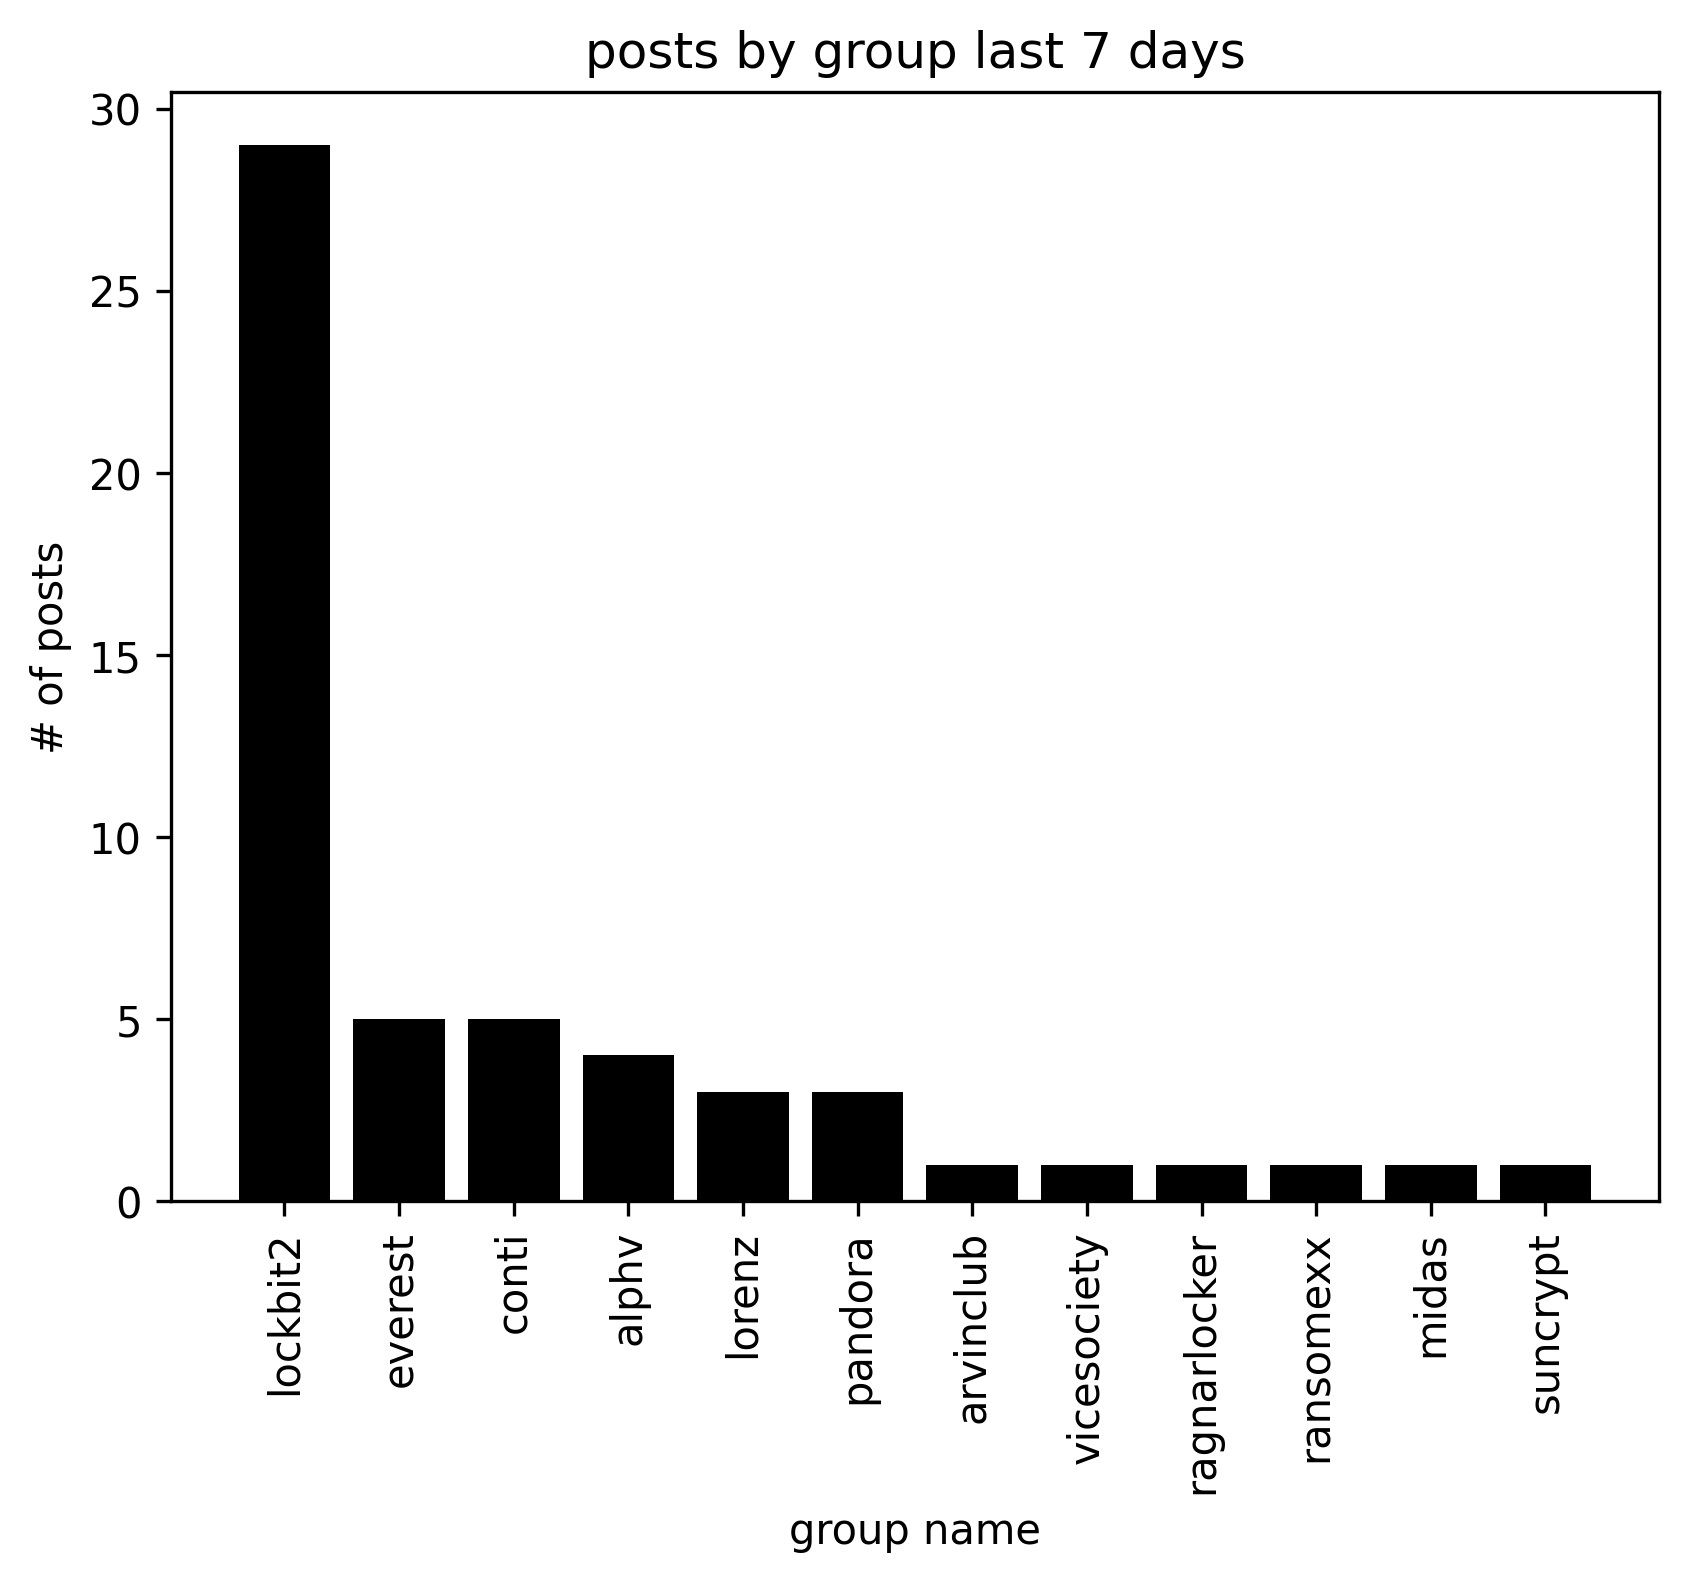 posts by group last 7 days
30
25
20
15
10
5
0
# of posts
lockbit2
everest
conti
alphv
lorenz
pandora
arvinclub
vicesociety
ragnarlocker
ransomexx
midas
suncrypt
group name